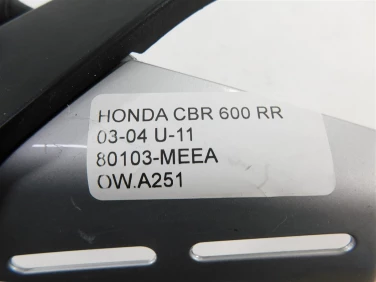 HONDA CBR 600 RR
03-04 U-11
80103-MEEA
OW.A251